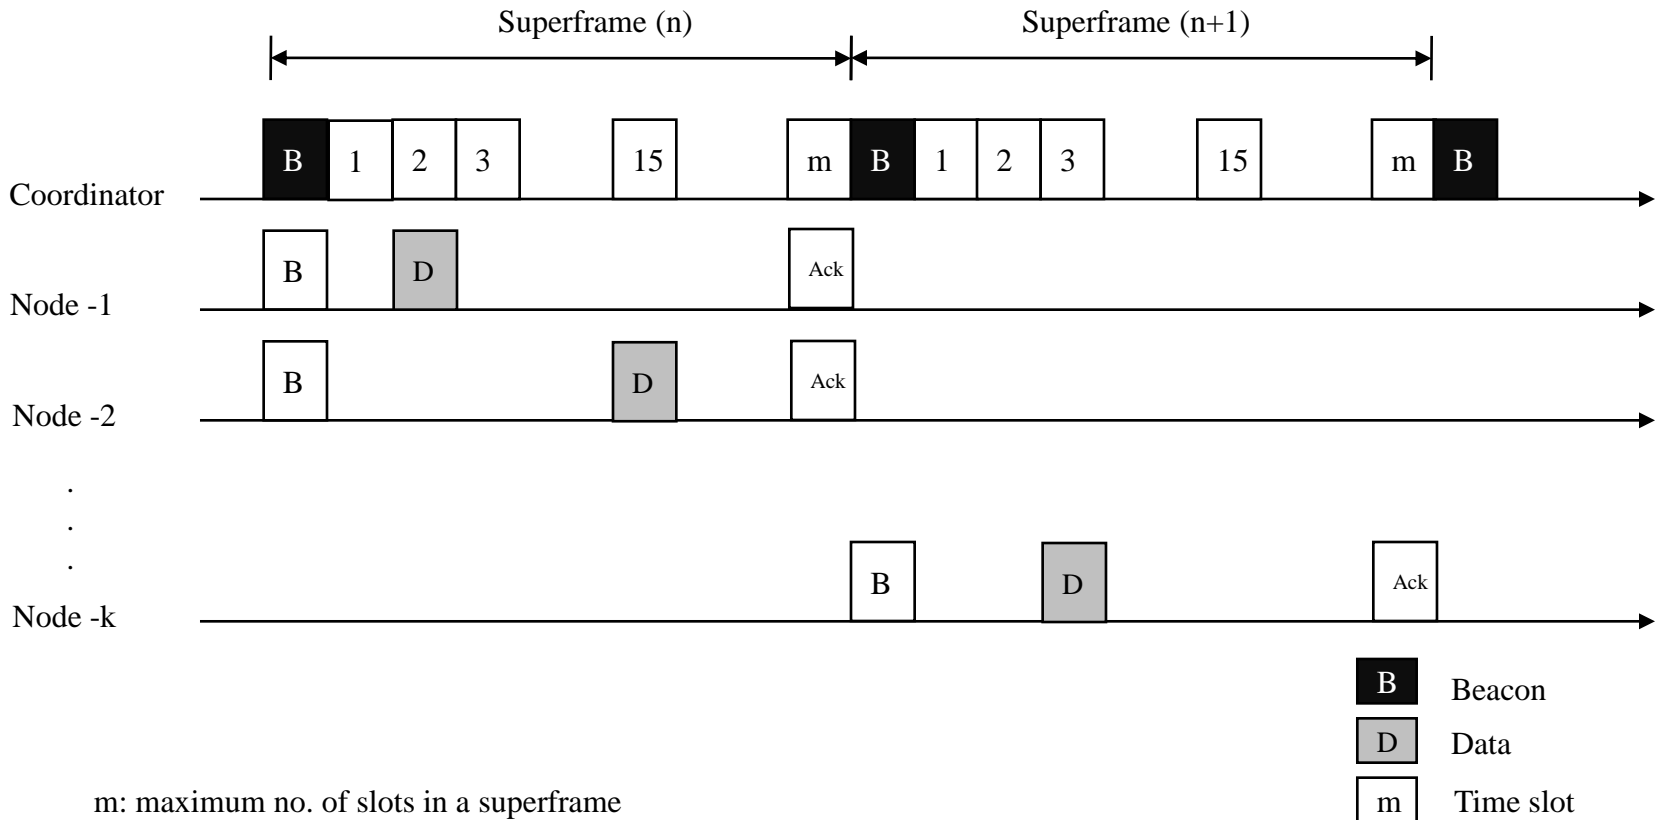 Superframe (n) Superframe (n+1)
B 1 2 3 15 m B 1 2 3 15 m B
Coordinator
B D Ack
Node -1
B D Ack
Node -2
.
.
.
B D Ack
Node -k
B Beacon
D Data
m: maximum no. of slots in a superframe
m Time slot